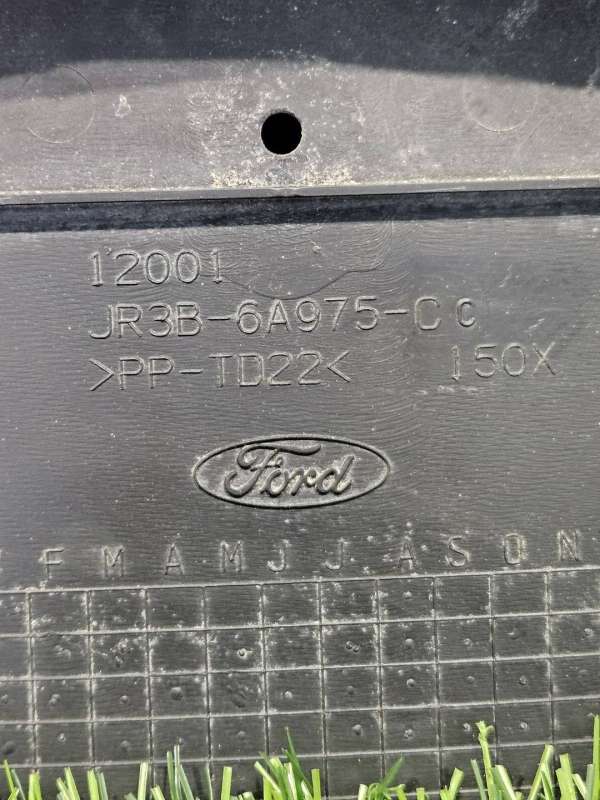 12001
JR3B-6A975-CC
>PP-TD22< 150X
Ford
F M A M J J A S O N